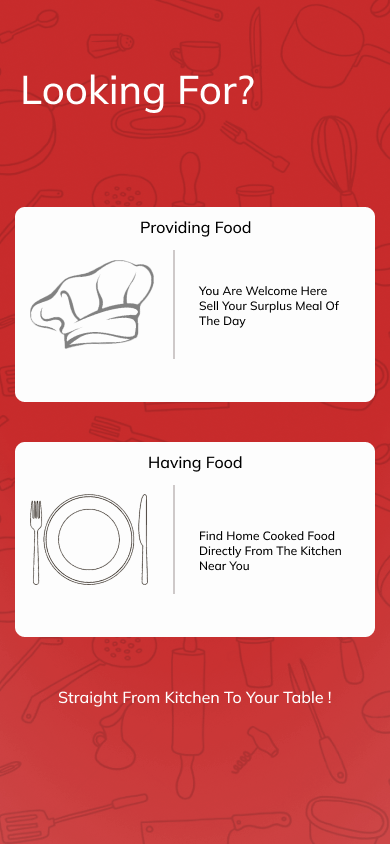 Looking For?
Providing Food
You Are Welcome Here
Sell Your Surplus Meal Of
The Day
Having Food
Find Home Cooked Food
Directly From The Kitchen
Near You
Straight From Kitchen To Your Table !